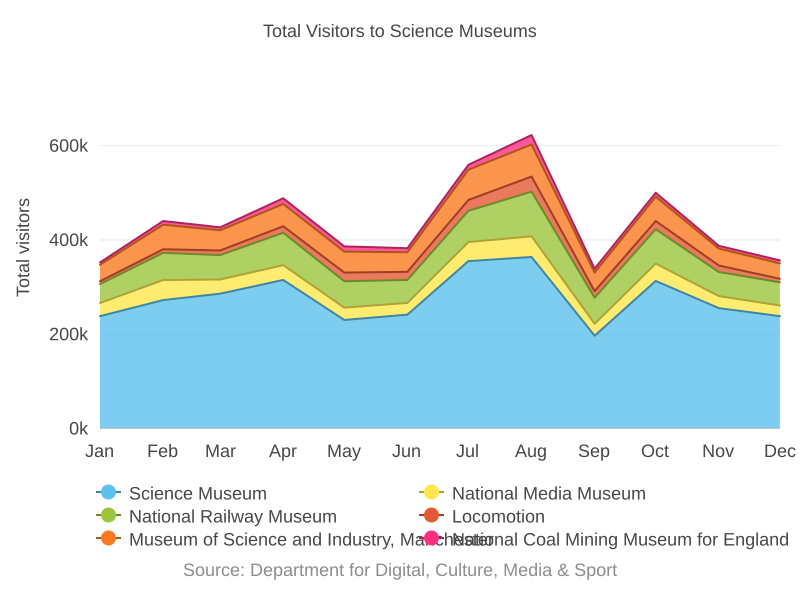 Total Visitors to Science Museums
Total visitors
600k
400k
200k
0k
Jan Feb Mar Apr May Jun Jul Aug Sep Oct Nov Dec
Science Museum National Media Museum
National Railway Museum Locomotion
Museum of Science and Industry, Manchester National Coal Mining Museum for England
Source: Department for Digital, Culture, Media & Sport